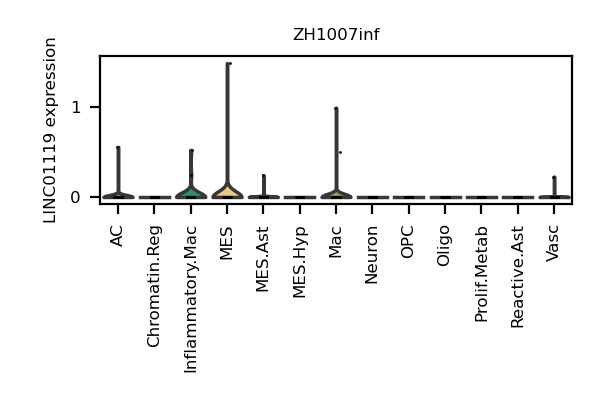 ZH1007inf
LINC01119 expression
1
0
AC
Chromatin.Reg
Inflammatory.Mac
MES
MES.Ast
MES.Hyp
Mac
Neuron
OPC
Oligo
Prolif.Metab
Reactive.Ast
Vasc